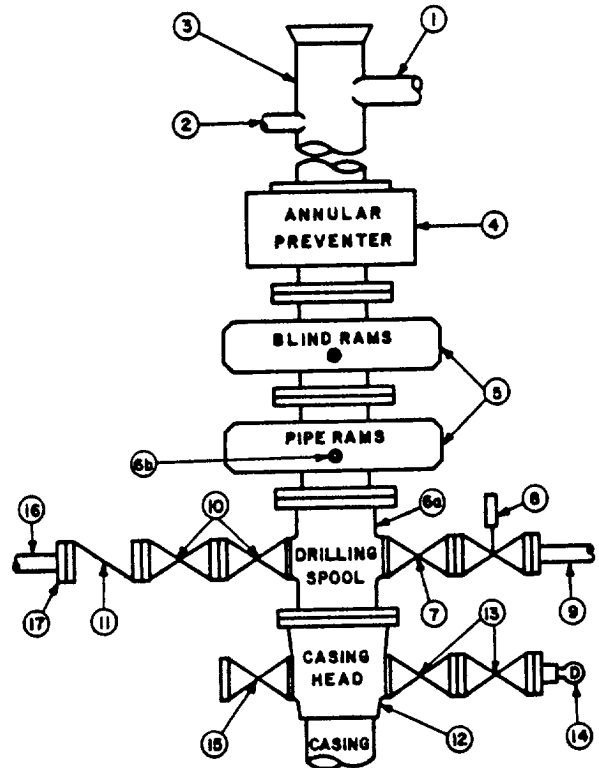 1
3
2
ANNULAR
PREVENTER
4
BLIND RAMS
5
PIPE RAMS
6b
6a
8
16
10
DRILLING
SPOOL
17
11
7
9
13
CASING
HEAD
D
15
12
14
CASING